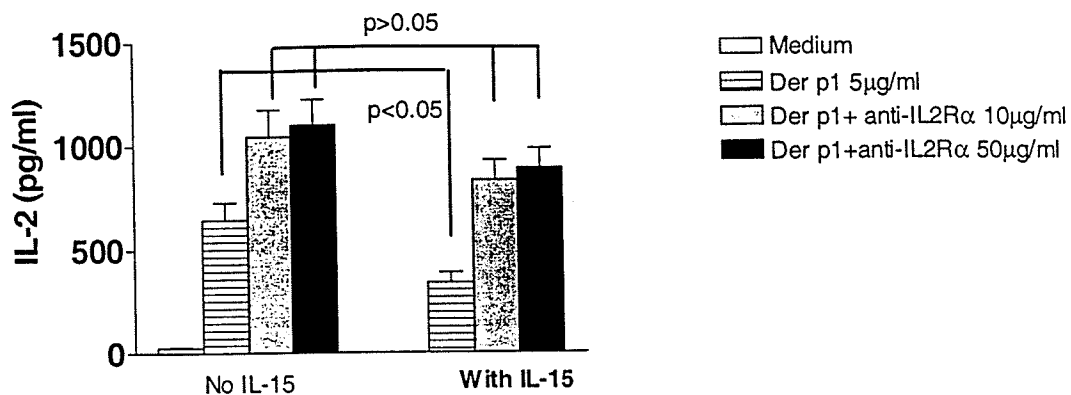 p>0.05
1500
1000
500
0
IL-2 (pg/ml)
p<0.05
No IL-15
With IL-15
Medium
Der p1 5µg/ml
Der p1+ anti-IL2Rα 10µg/ml
Der p1+anti-IL2Rα 50µg/ml